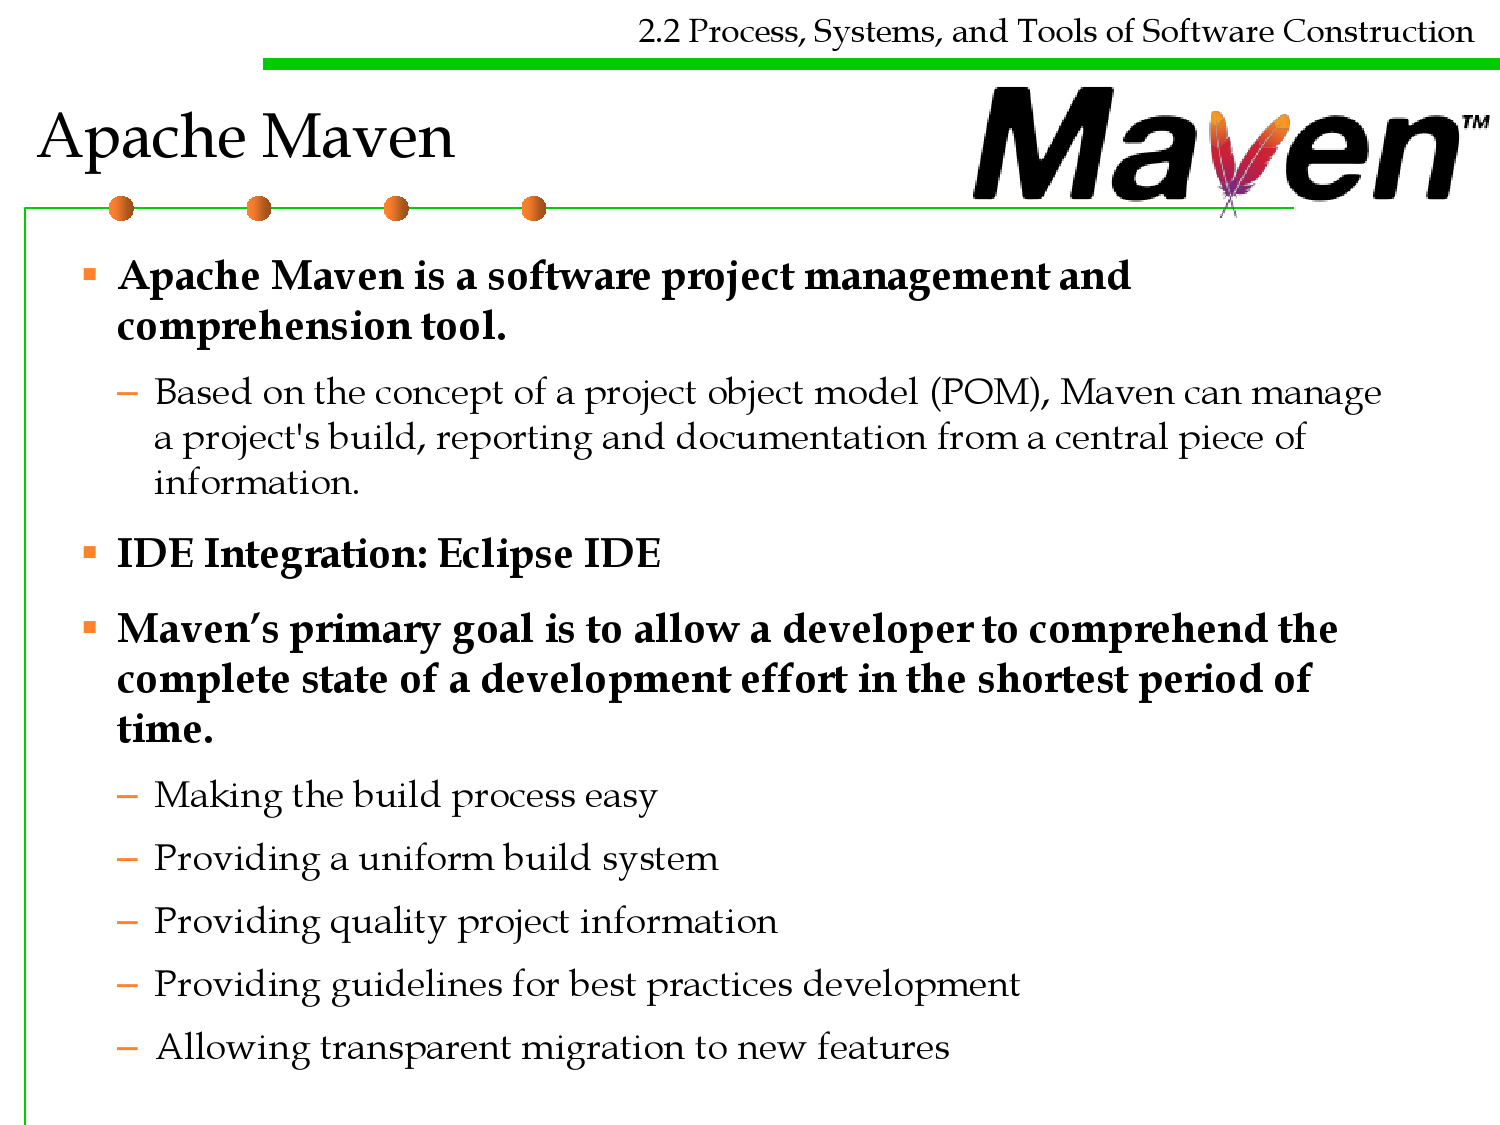 2.2 Process, Systems, and Tools of Software Construction
Apache Maven
Maven™
▪ Apache Maven is a software project management and
comprehension tool.
– Based on the concept of a project object model (POM), Maven can manage
a project's build, reporting and documentation from a central piece of
information.
▪ IDE Integration: Eclipse IDE
▪ Maven’s primary goal is to allow a developer to comprehend the
complete state of a development effort in the shortest period of
time.
– Making the build process easy
– Providing a uniform build system
– Providing quality project information
– Providing guidelines for best practices development
– Allowing transparent migration to new features